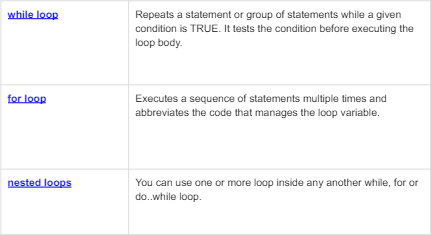 while loop
Repeats a statement or group of statements while a given
condition is TRUE. It tests the condition before executing the
loop body.
for loop
Executes a sequence of statements multiple times and
abbreviates the code that manages the loop variable.
nested loops
You can use one or more loop inside any another while, for or
do..while loop.